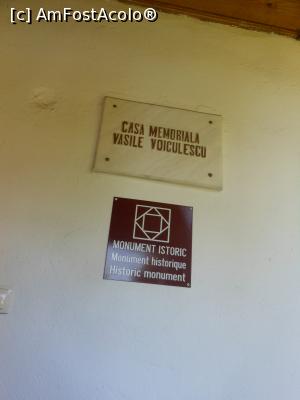 [c] AmFostAcolo®
CASA MEMORIALA
VASILE VOICULESCU
MONUMENT ISTORIC
Monument historique
Historic monument